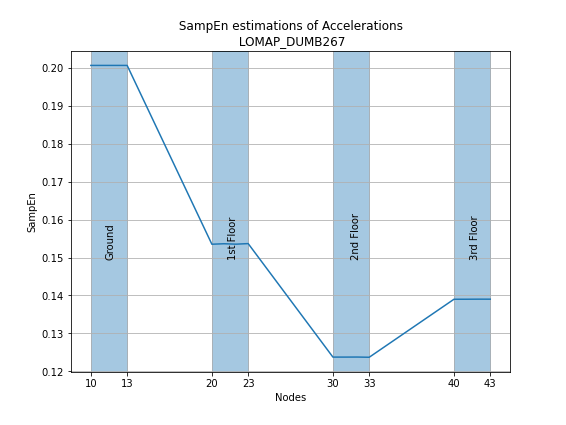 SampEn estimations of Accelerations
LOMAP_DUMB267
SampEn
0.20
0.19
0.18
0.17
0.16
0.15
0.14
0.13
0.12
Ground
1st Floor
2nd Floor
3rd Floor
10 13 20 23 30 33 40 43
Nodes